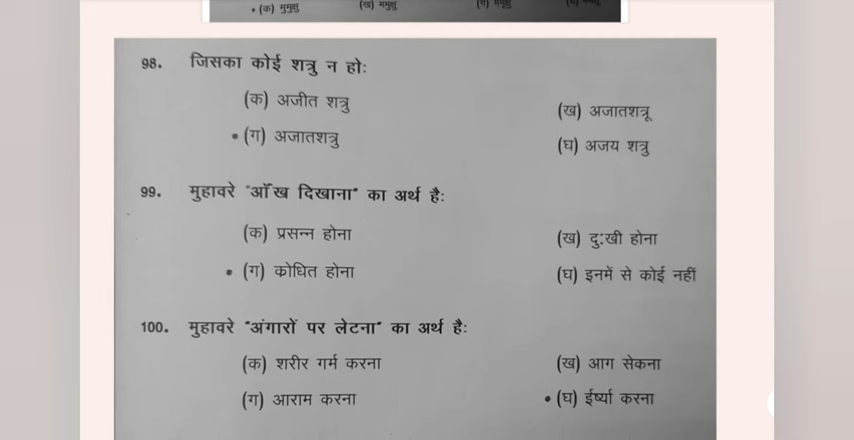 • (क) मुमुक्षु (ख) ममुक्षु
98. जिसका कोई शत्रु न हो:
(क) अजीत शत्रु (ख) अजातशत्रू
• (ग) अजातशत्रु (घ) अजय शत्रु
99. मुहावरे "आँख दिखाना" का अर्थ है:
(क) प्रसन्न होना (ख) दुःखी होना
• (ग) कोधित होना (घ) इनमें से कोई नहीं
100. मुहावरे "अंगारों पर लेटना" का अर्थ है:
(क) शरीर गर्म करना (ख) आग सेकना
(ग) आराम करना • (घ) ईर्ष्या करना